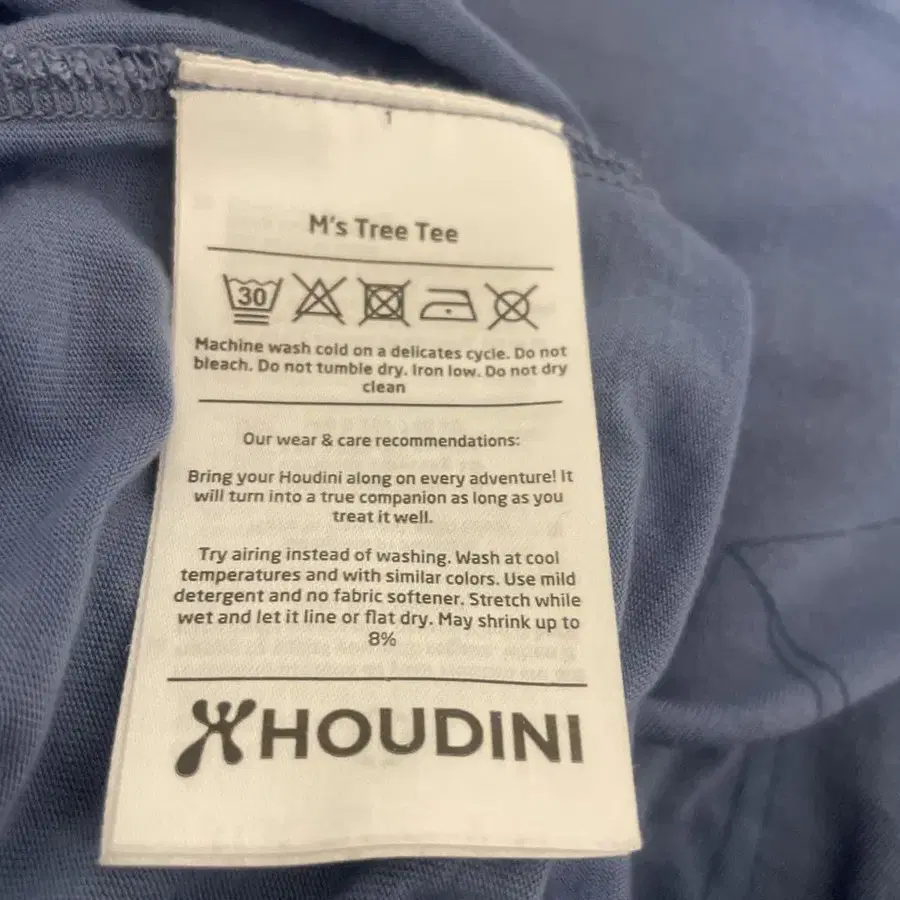 1
M's Tree Tee
30
Machine wash cold on a delicates cycle. Do not
bleach. Do not tumble dry. Iron low. Do not dry
clean
Our wear & care recommendations:
Bring your Houdini along on every adventure! It
will turn into a true companion as long as you
treat it well.
Try airing instead of washing. Wash at cool
temperatures and with similar colors. Use mild
detergent and no fabric softener. Stretch while
wet and let it line or flat dry. May shrink up to
8%
HOUDINI